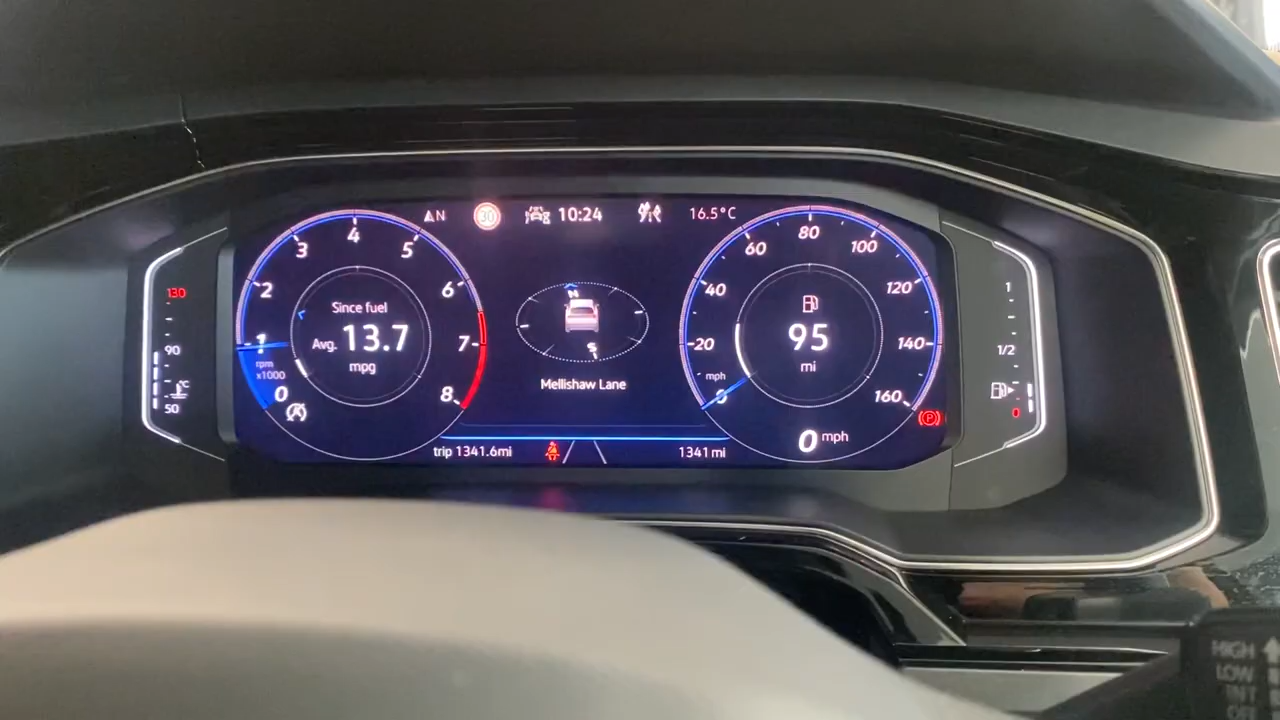 N 30 10:24 16.5°C
130
90
°C
50
1
2
3
4
5
6
7
8
0
rpm
x1000
Since fuel
Avg. 13.7
mpg
N
S
Mellishaw Lane
trip 1341.6mi
1341 mi
0
20
40
60
80
100
120
140
160
mph
95
mi
0 mph
P
1
1/2
0
HIGH
LOW
INT